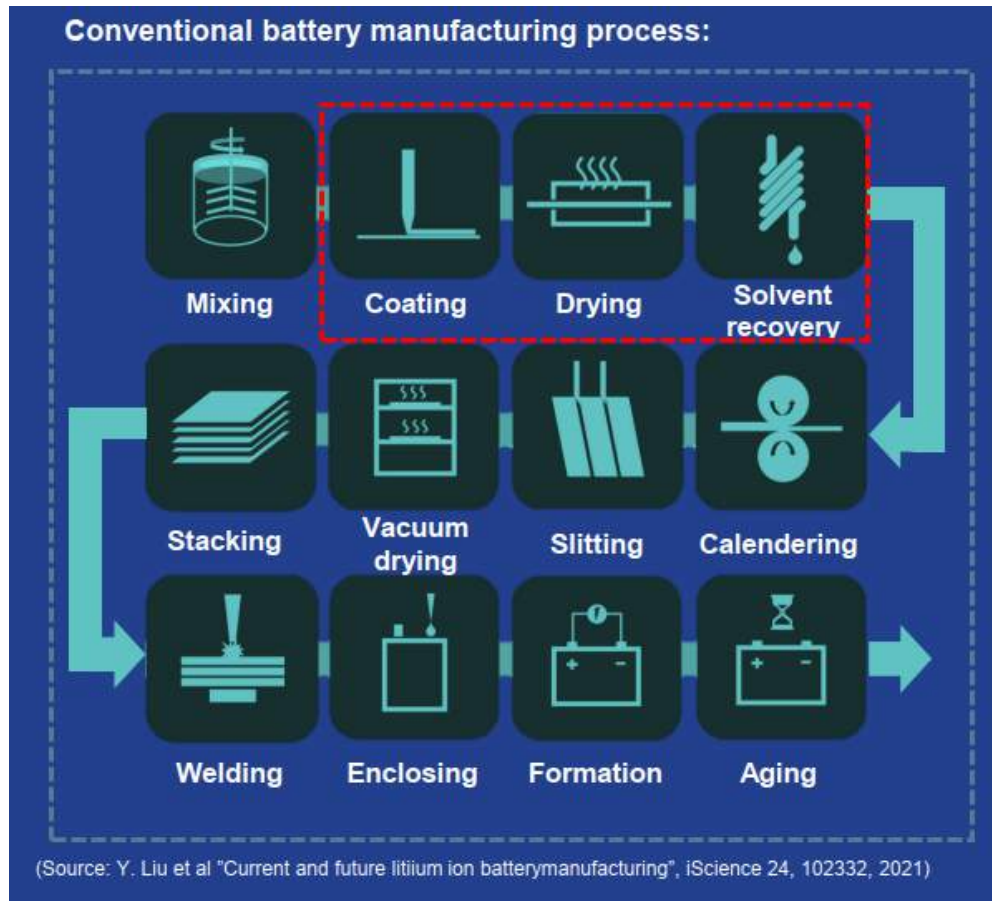 Conventional battery manufacturing process:
Mixing
Coating
Drying
Solvent
recovery
Stacking
Vacuum
drying
Slitting
Calendering
+ -
+ -
Welding
Enclosing
Formation
Aging
(Source: Y. Liu et al "Current and future litiium ion batterymanufacturing", iScience 24, 102332, 2021)